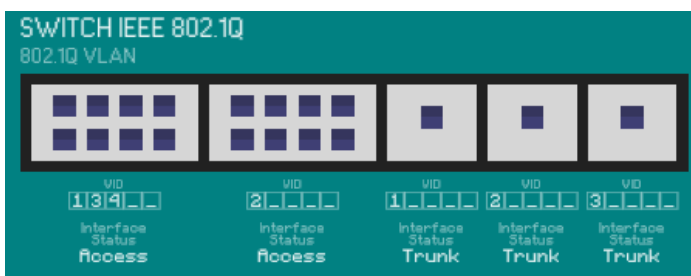 SWITCH IEEE 802.1Q
802.1Q VLAN
VID VID VID VID VID
1|3|4|_|_ 2|_|_|_|_ 1|_|_|_|_ 2|_|_|_|_ 3|_|_|_|_
Interface Interface Interface Interface Interface
Status Status Status Status Status
Access Access Trunk Trunk Trunk